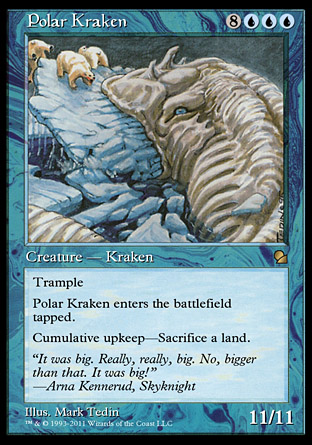 Polar Kraken 8
Creature — Kraken
Trample
Polar Kraken enters the battlefield
tapped.
Cumulative upkeep—Sacrifice a land.
“It was big. Really, really, big. No, bigger
than that. It was big!”
—Arna Kennerud, Skyknight
Illus. Mark Tedin
™ & © 1993-2011 Wizards of the Coast LLC
11/11